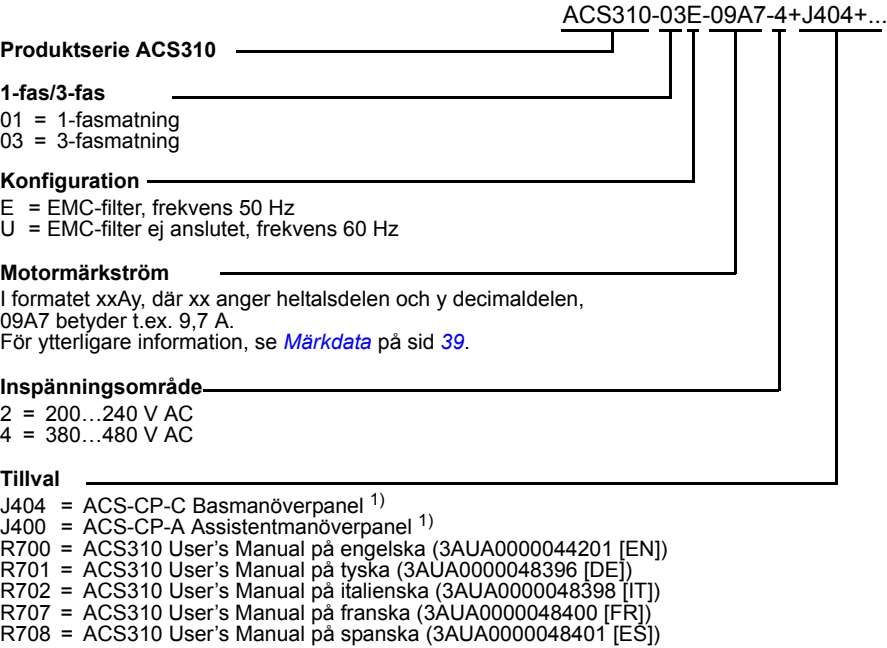 ACS310-03E-09A7-4+J404+...
Produktserie ACS310
1-fas/3-fas
01 = 1-fasmatning
03 = 3-fasmatning
Konfiguration
E = EMC-filter, frekvens 50 Hz
U = EMC-filter ej anslutet, frekvens 60 Hz
Motormärkström
I formatet xxAy, där xx anger heltalsdelen och y decimaldelen,
09A7 betyder t.ex. 9,7 A.
För ytterligare information, se Märkdata på sid 39.
Inspänningsområde
2 = 200…240 V AC
4 = 380…480 V AC
Tillval
J404 = ACS-CP-C Basmanöverpanel 1)
J400 = ACS-CP-A Assistentmanöverpanel 1)
R700 = ACS310 User's Manual på engelska (3AUA0000044201 [EN])
R701 = ACS310 User's Manual på tyska (3AUA0000048396 [DE])
R702 = ACS310 User's Manual på italienska (3AUA0000048398 [IT])
R707 = ACS310 User's Manual på franska (3AUA0000048400 [FR])
R708 = ACS310 User's Manual på spanska (3AUA0000048401 [ES])